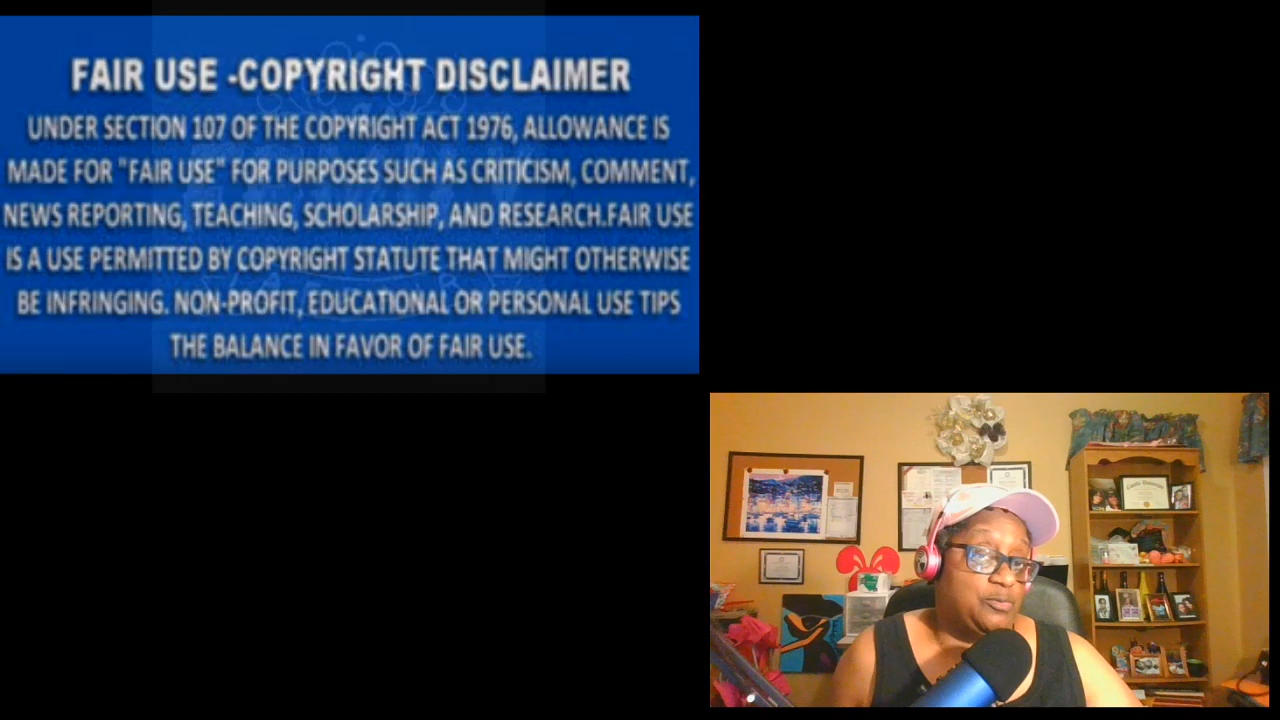 FAIR USE -COPYRIGHT DISCLAIMER
UNDER SECTION 107 OF THE COPYRIGHT ACT 1976, ALLOWANCE IS
MADE FOR "FAIR USE" FOR PURPOSES SUCH AS CRITICISM, COMMENT,
NEWS REPORTING, TEACHING, SCHOLARSHIP, AND RESEARCH.FAIR USE
IS A USE PERMITTED BY COPYRIGHT STATUTE THAT MIGHT OTHERWISE
BE INFRINGING. NON-PROFIT, EDUCATIONAL OR PERSONAL USE TIPS
THE BALANCE IN FAVOR OF FAIR USE.